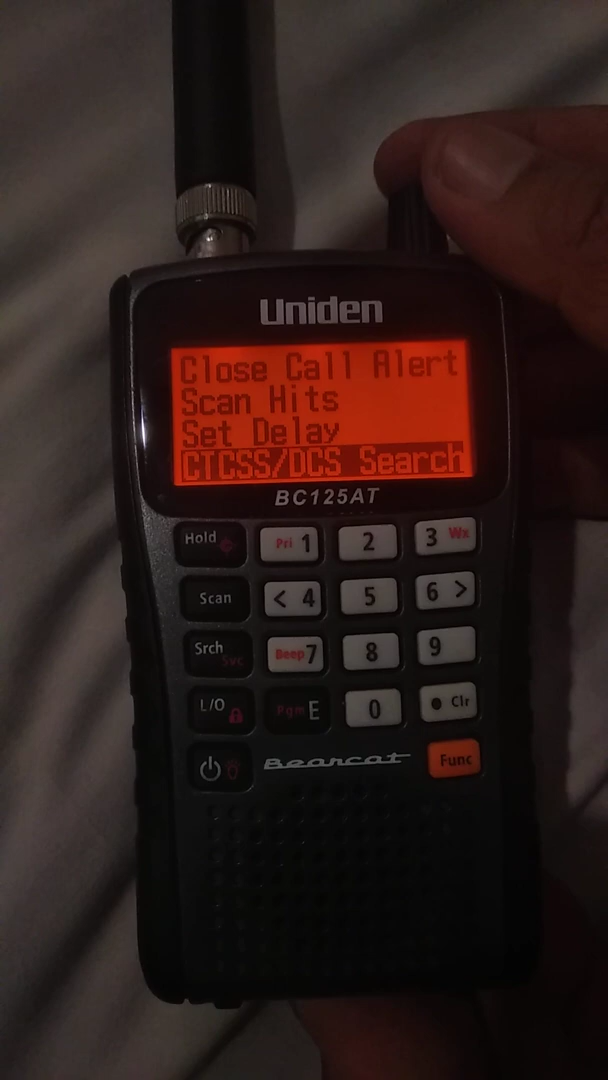 Uniden
Close Call Alert
Scan Hits
Set Delay
CTCSS/DCS Search
BC125AT
Hold Pri 1 2 3 Wx
Scan < 4 5 6 >
Srch Svc Beep 7 8 9
L/O Pgm E 0 • Clr
Bearcat Func